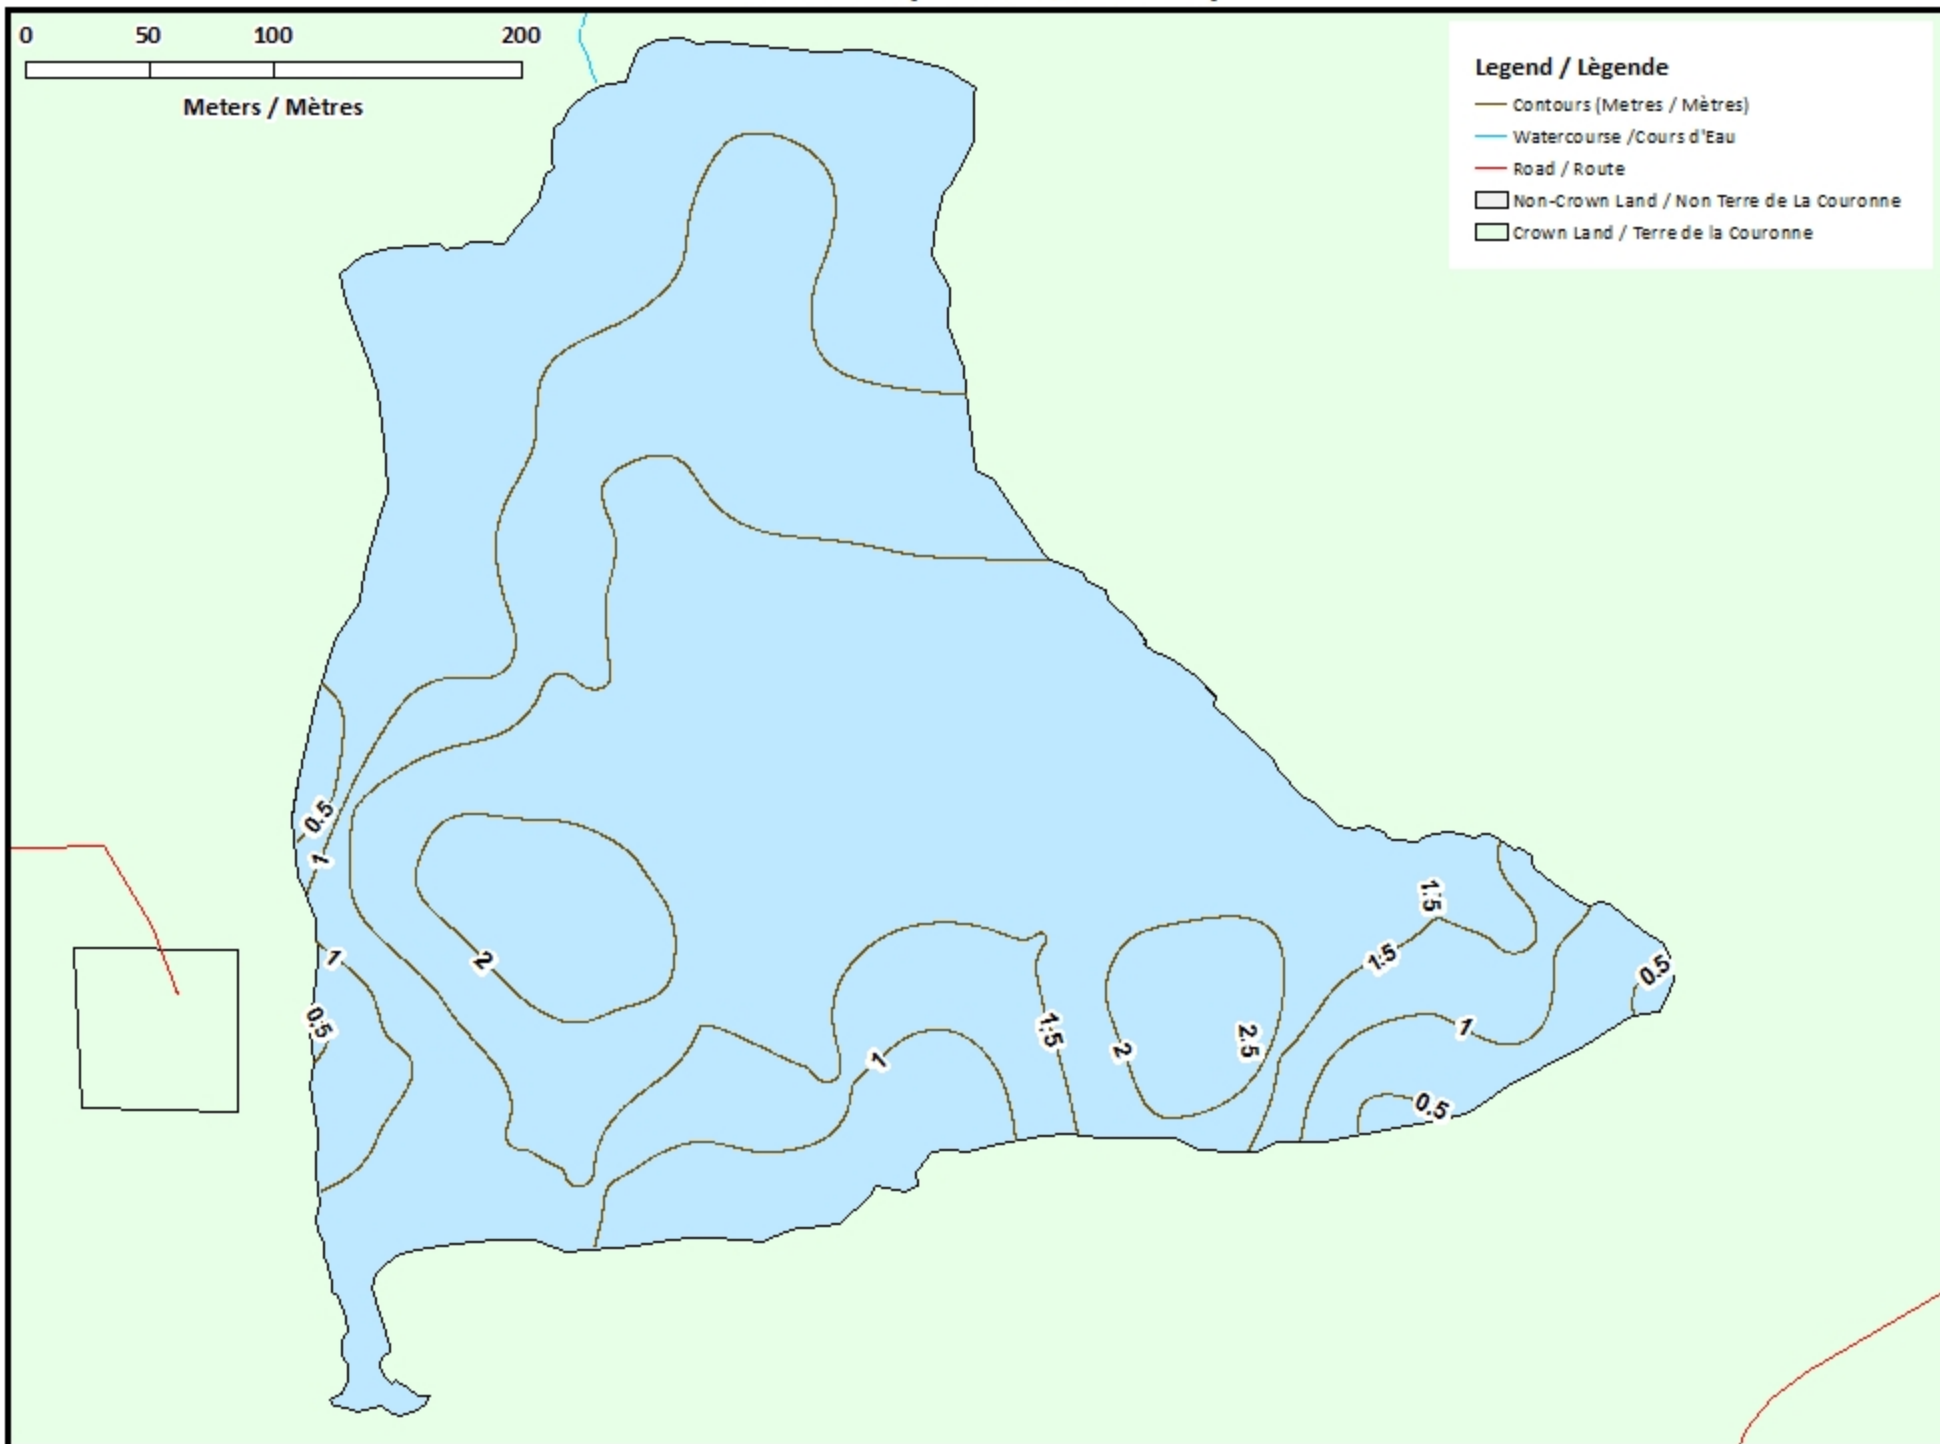 0 50 100 200
Meters / Mètres
Legend / Lègende
Contours (Metres / Mètres)
Watercourse /Cours d'Eau
Road / Route
Non-Crown Land / Non Terre de La Couronne
Crown Land / Terre de la Couronne
0.5
1
1.5
1
2
1.5
0.5
0.5
1.5
2.5
1
2
1
0.5